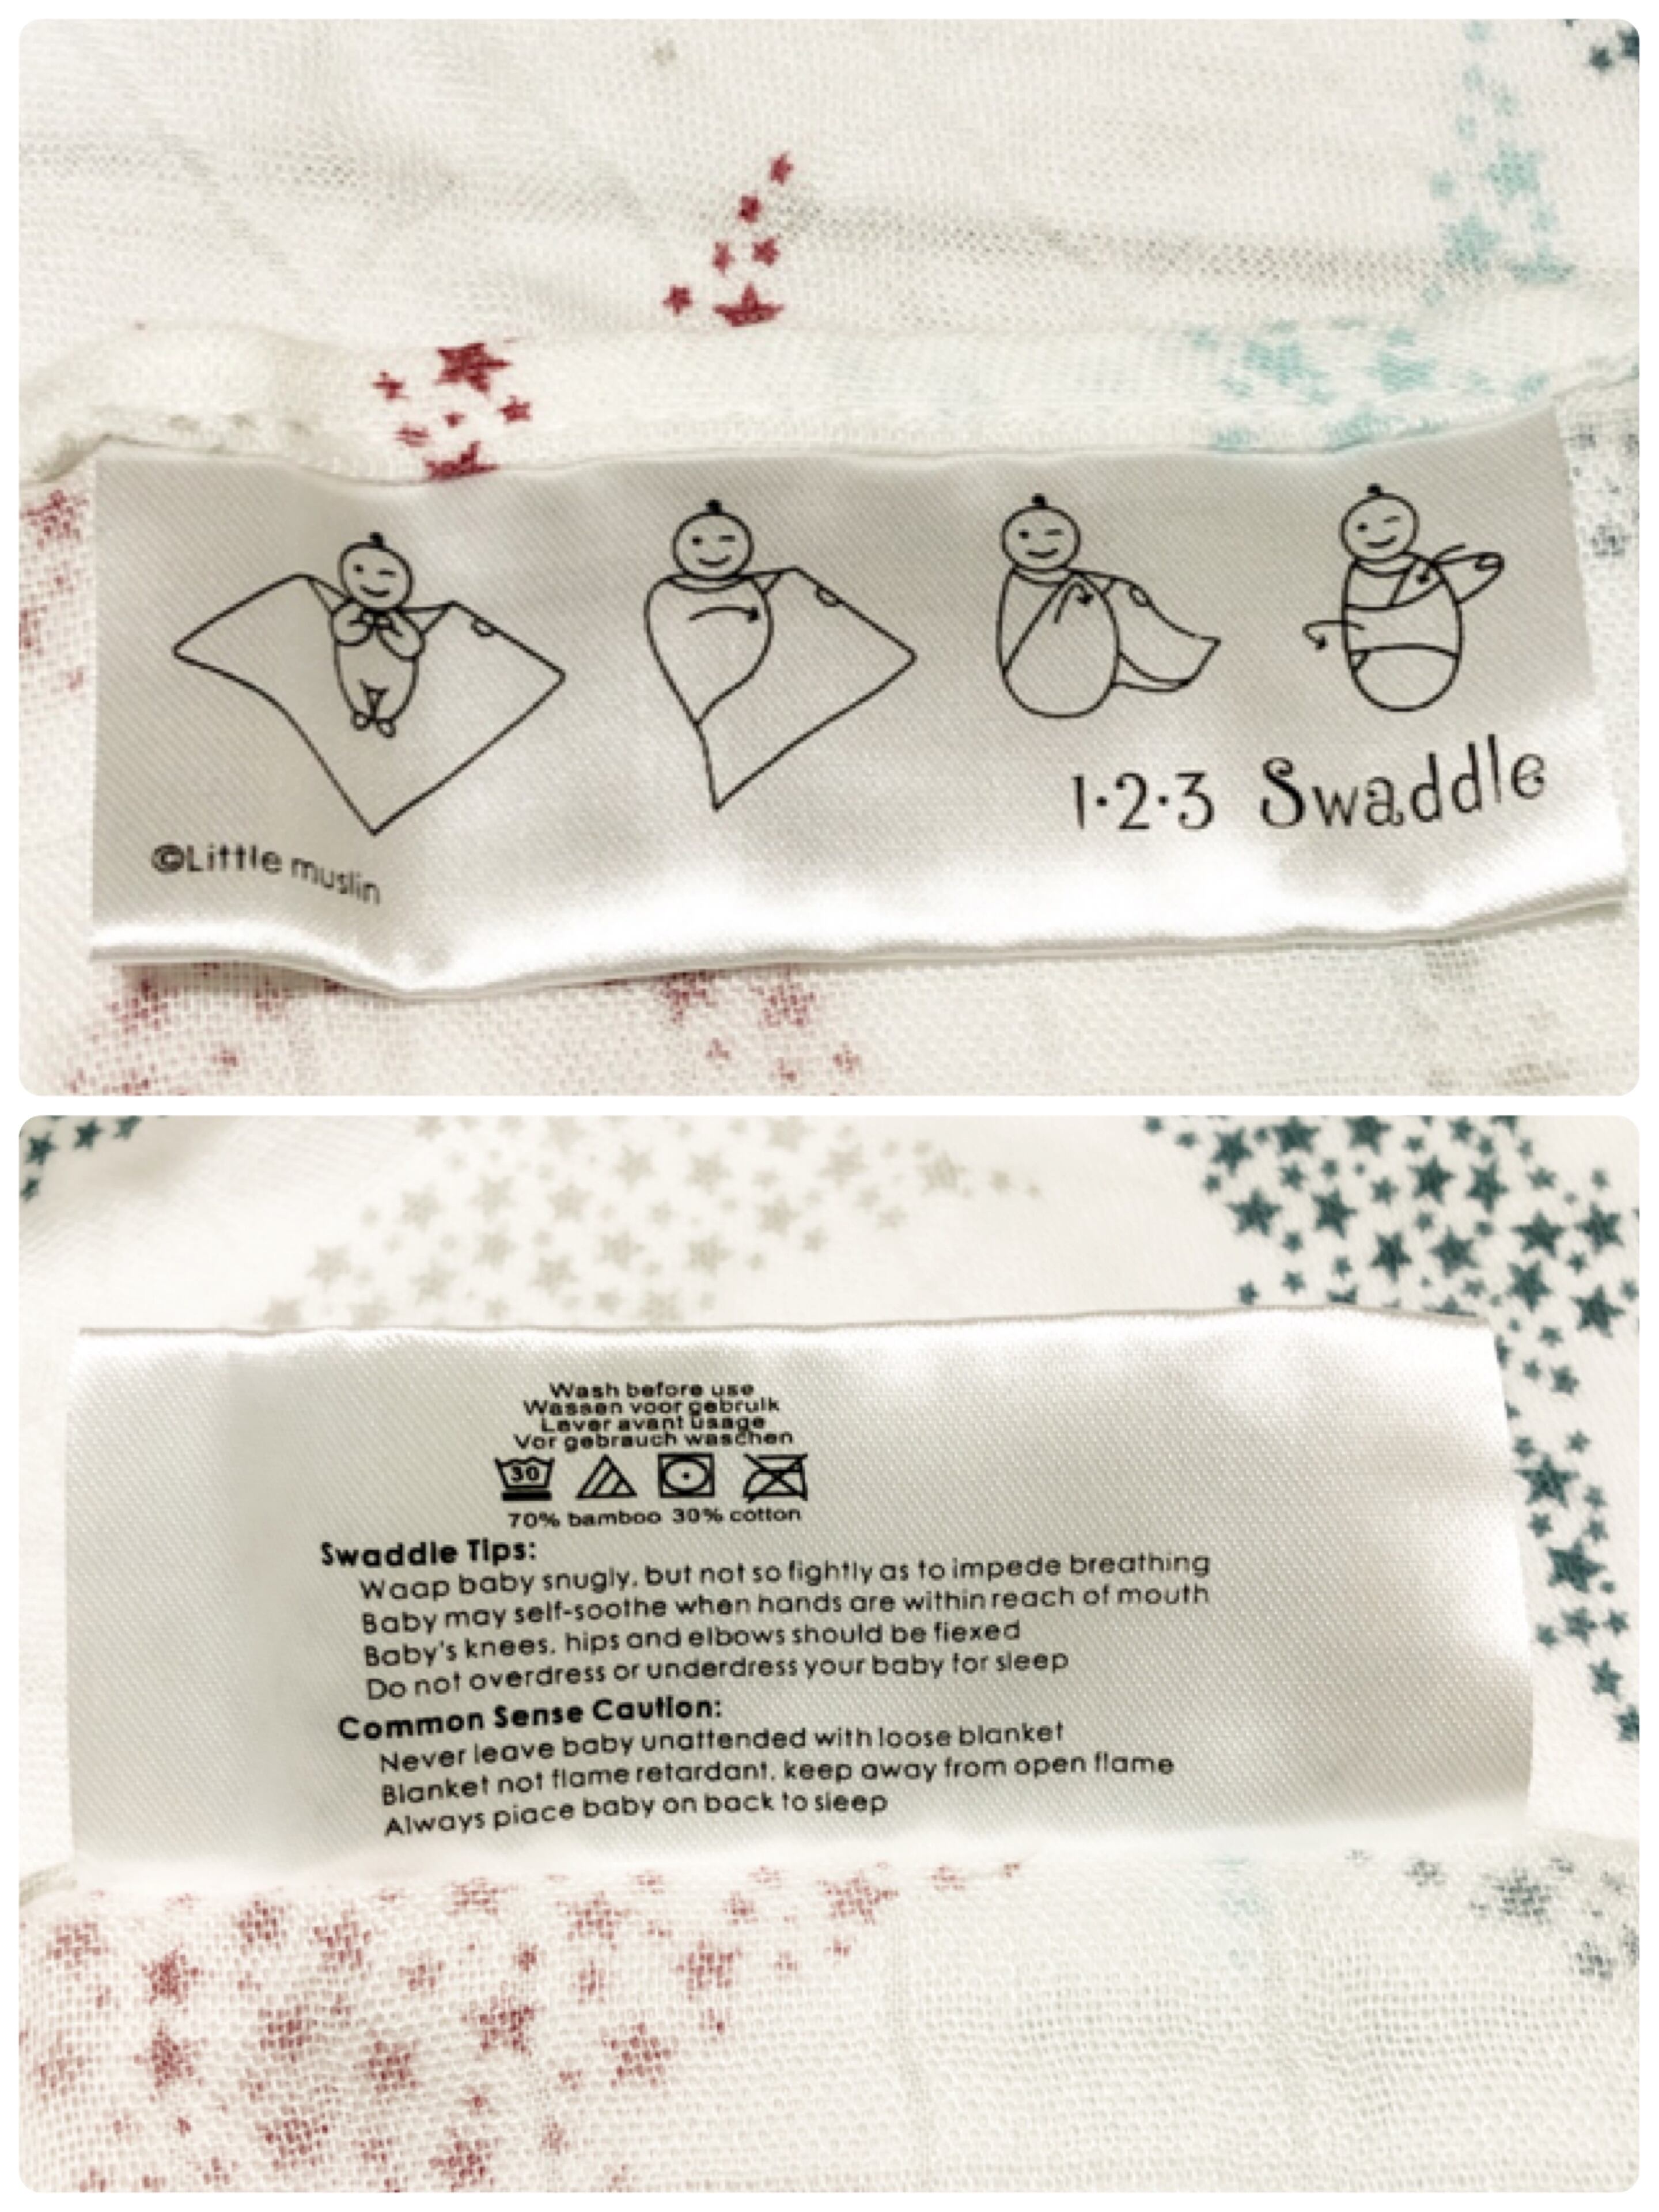 ©Little muslin
1·2·3 Swaddle
Wash before use
Wassen voor gebruik
Laver avant usage
Vor gebrauch waschen
30
70% bamboo 30% cotton
Swaddle Tips:
Waap baby snugly, but not so fightly as to impede breathing
Baby may self-soothe when hands are within reach of mouth
Baby's knees, hips and elbows should be fiexed
Do not overdress or underdress your baby for sleep
Common Sense Caution:
Never leave baby unattended with loose blanket
Blanket not flame retardant, keep away from open flame
Always piace baby on back to sleep